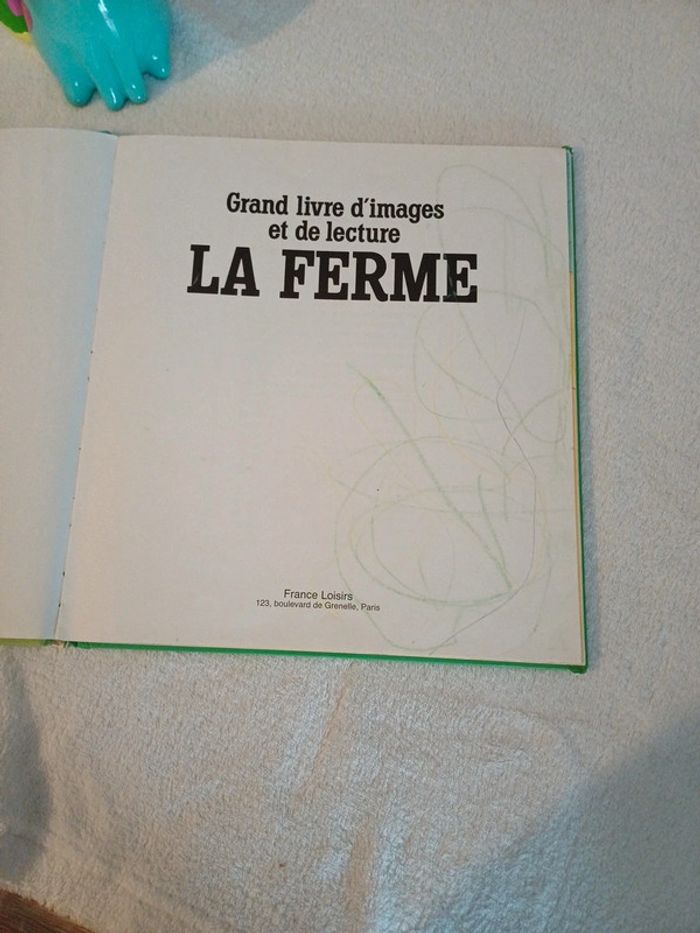 Grand livre d'images
et de lecture
LA FERME
France Loisirs
123, boulevard de Grenelle, Paris